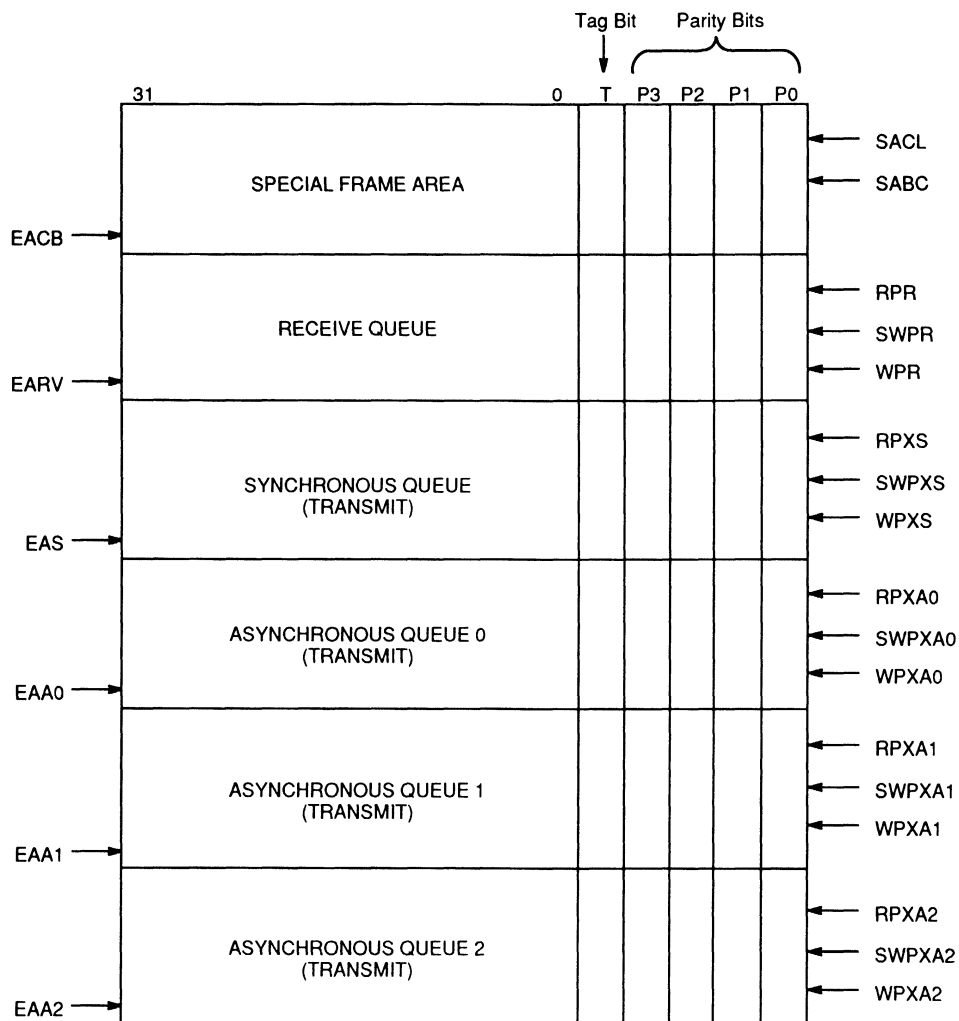 Tag Bit Parity Bits
31 0 T P3 P2 P1 P0
SACL
SPECIAL FRAME AREA
SABC
EACB
RPR
RECEIVE QUEUE
SWPR
WPR
EARV
RPXS
SYNCHRONOUS QUEUE
(TRANSMIT)
SWPXS
WPXS
EAS
RPXA0
ASYNCHRONOUS QUEUE 0
(TRANSMIT)
SWPXA0
WPXA0
EAA0
RPXA1
ASYNCHRONOUS QUEUE 1
(TRANSMIT)
SWPXA1
WPXA1
EAA1
RPXA2
ASYNCHRONOUS QUEUE 2
(TRANSMIT)
SWPXA2
WPXA2
EAA2